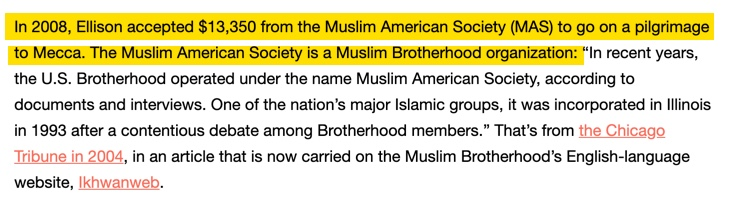 In 2008, Ellison accepted $13,350 from the Muslim American Society (MAS) to go on a pilgrimage
to Mecca. The Muslim American Society is a Muslim Brotherhood organization: “In recent years,
the U.S. Brotherhood operated under the name Muslim American Society, according to
documents and interviews. One of the nation’s major Islamic groups, it was incorporated in Illinois
in 1993 after a contentious debate among Brotherhood members.” That’s from the Chicago
Tribune in 2004, in an article that is now carried on the Muslim Brotherhood’s English-language
website, Ikhwanweb.